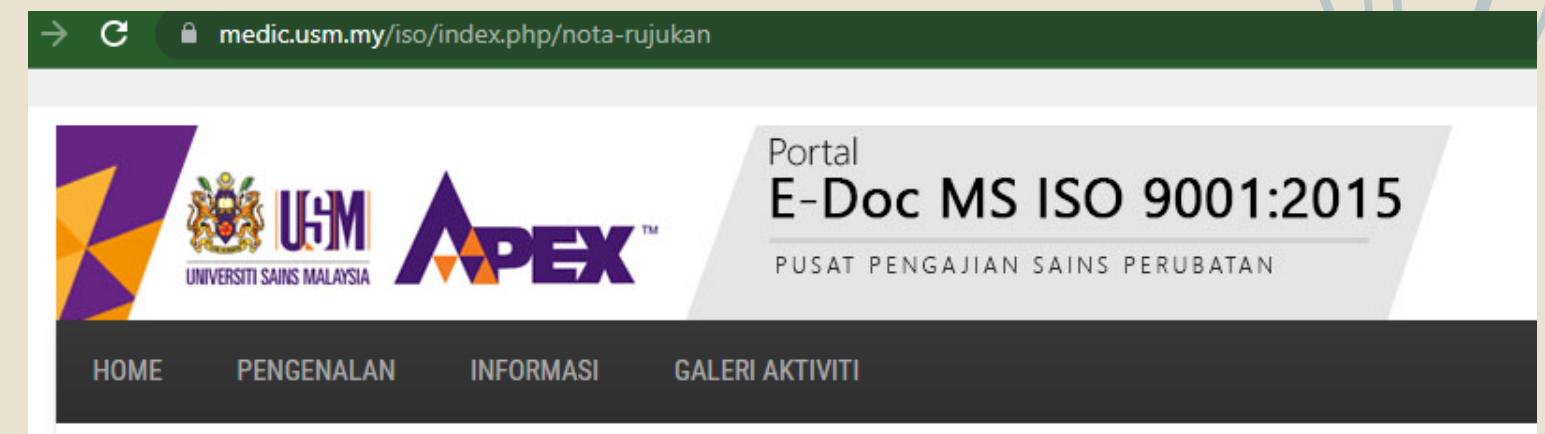 medic.usm.my/iso/index.php/nota-rujukan
USM
UNIVERSITI SAINS MALAYSIA
APEX™
Portal
E-Doc MS ISO 9001:2015
PUSAT PENGAJIAN SAINS PERUBATAN
HOME PENGENALAN INFORMASI GALERI AKTIVITI